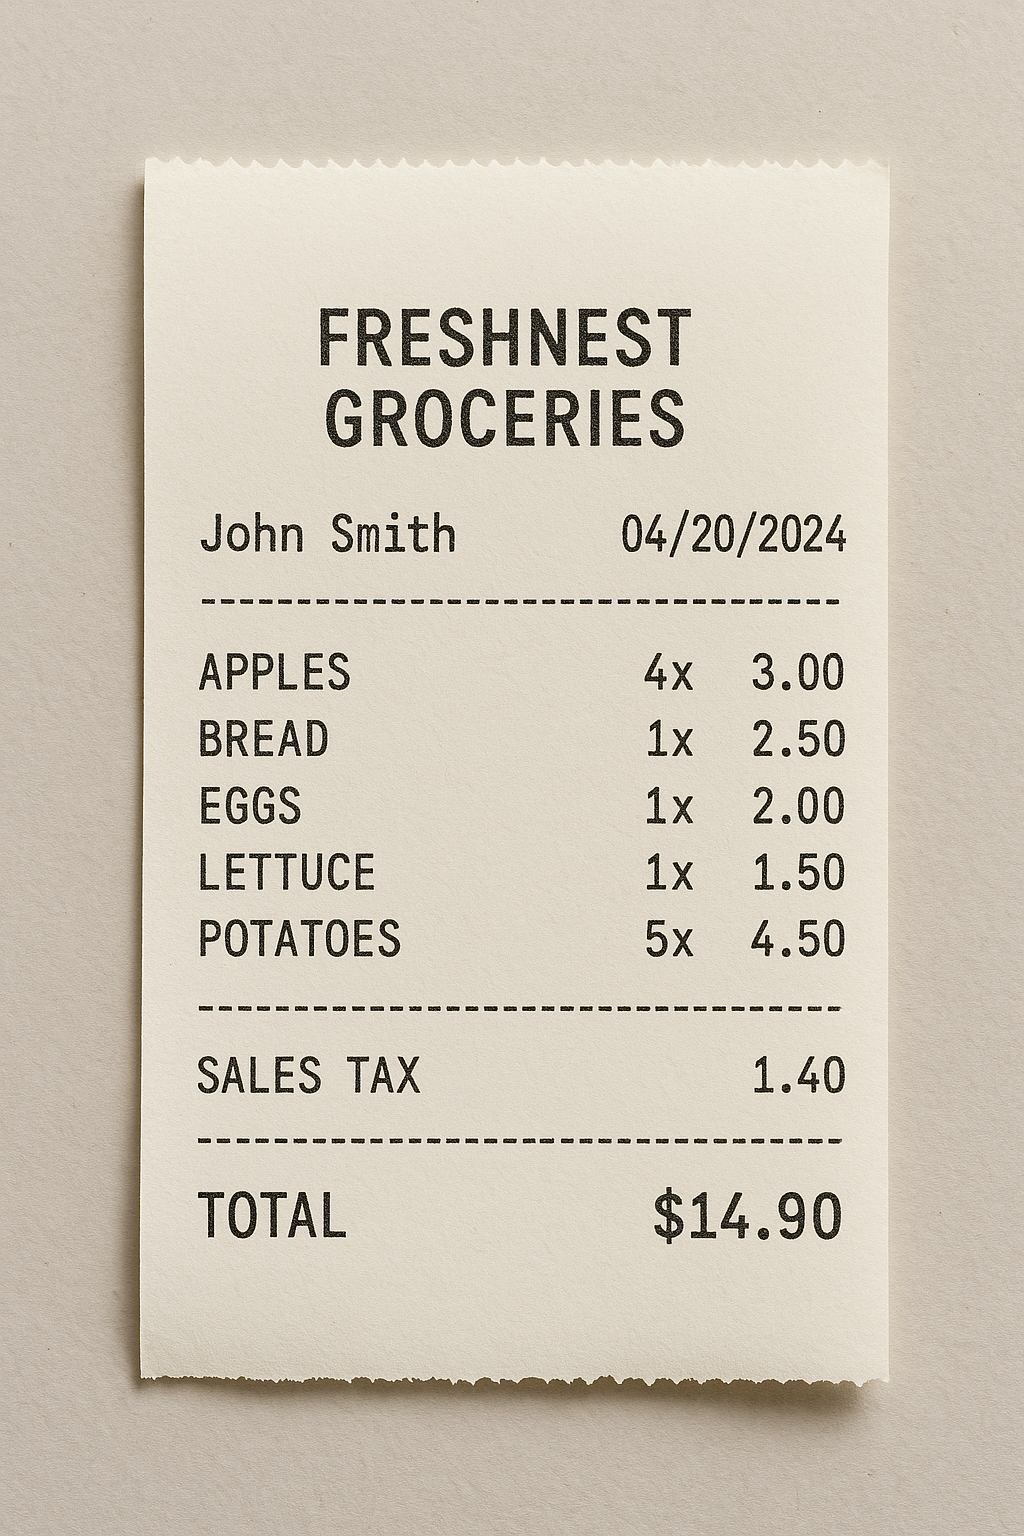 FRESHNEST
GROCERIES
John Smith 04/20/2024
---------------------------------
APPLES 4x 3.00
BREAD 1x 2.50
EGGS 1x 2.00
LETTUCE 1x 1.50
POTATOES 5x 4.50
---------------------------------
SALES TAX 1.40
---------------------------------
TOTAL $14.90